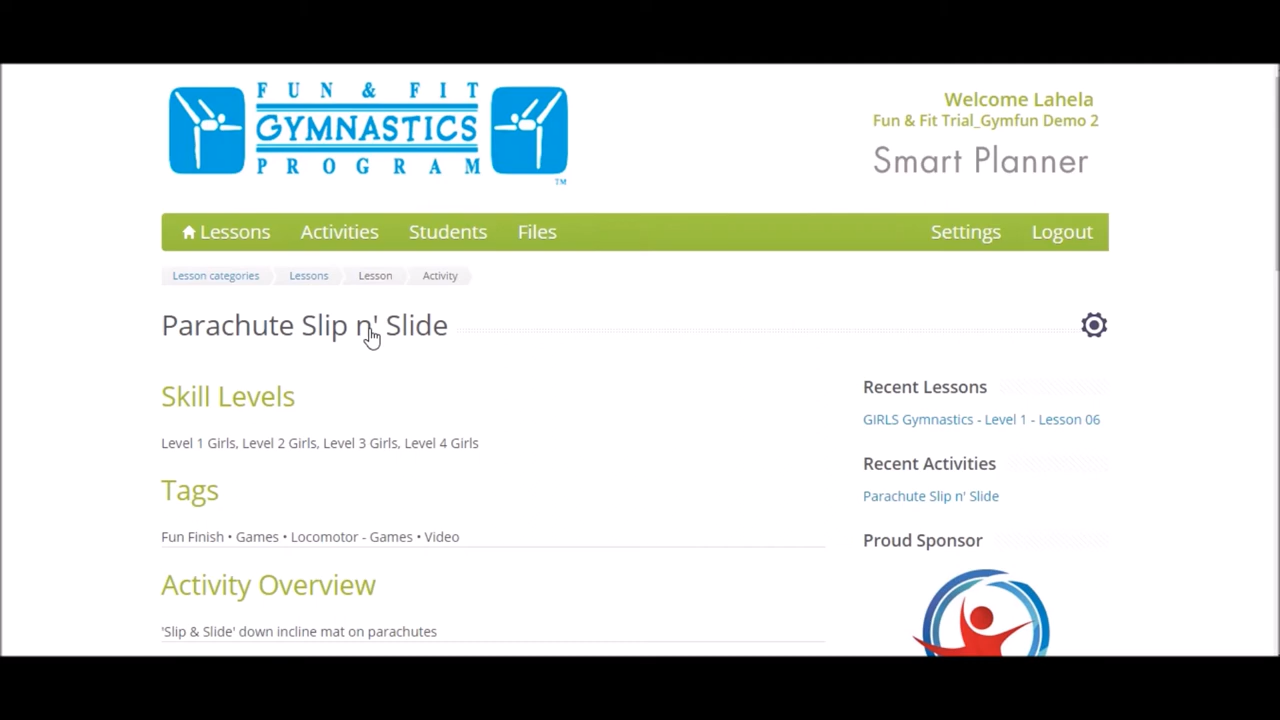 FUN & FIT
GYMNASTICS
PROGRAM
TM
Welcome Lahela
Fun & Fit Trial_Gymfun Demo 2
Smart Planner
Lessons Activities Students Files Settings Logout
Lesson categories Lessons Lesson Activity
Parachute Slip n' Slide
Skill Levels
Level 1 Girls, Level 2 Girls, Level 3 Girls, Level 4 Girls
Tags
Fun Finish • Games • Locomotor - Games • Video
Activity Overview
'Slip & Slide' down incline mat on parachutes
Recent Lessons
GIRLS Gymnastics - Level 1 - Lesson 06
Recent Activities
Parachute Slip n' Slide
Proud Sponsor